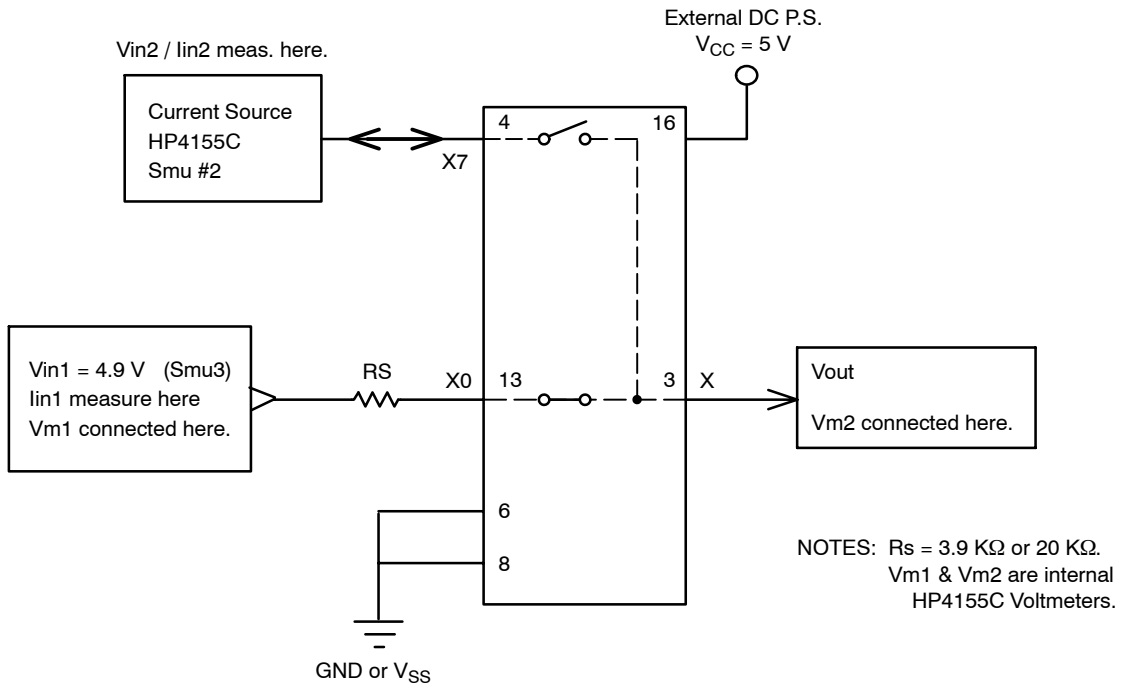 External DC P.S.
VCC = 5 V
Vin2 / Iin2 meas. here.
Current Source
HP4155C
Smu #2
4
16
X7
Vin1 = 4.9 V (Smu3)
Iin1 measure here
Vm1 connected here.
RS
X0
13
3
X
Vout
Vm2 connected here.
6
8
NOTES: Rs = 3.9 KΩ or 20 KΩ.
Vm1 & Vm2 are internal
HP4155C Voltmeters.
GND or VSS